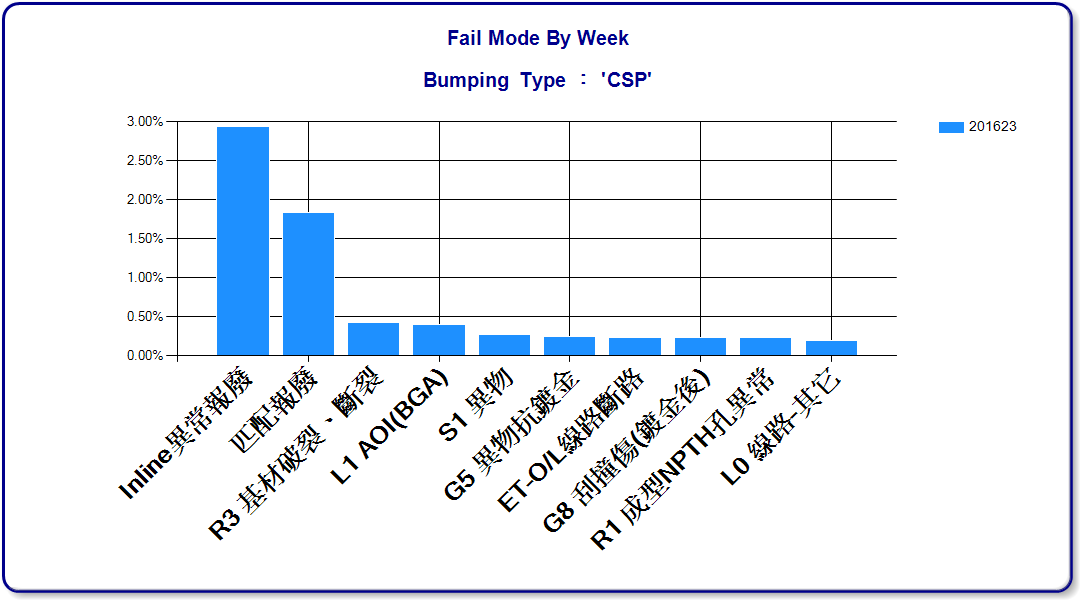 Fail Mode By Week
Bumping Type : 'CSP'
3.00%
2.50%
2.00%
1.50%
1.00%
0.50%
0.00%
201623
Inline異常報廢
匹配報廢
R3 基材破裂、斷裂
L1 AOI(BGA)
S1 異物
G5 異物抗鍍金
ET-O/L線路斷路
G8 刮撞傷(鍍金後)
R1 成型NPTH孔異常
L0 線路-其它